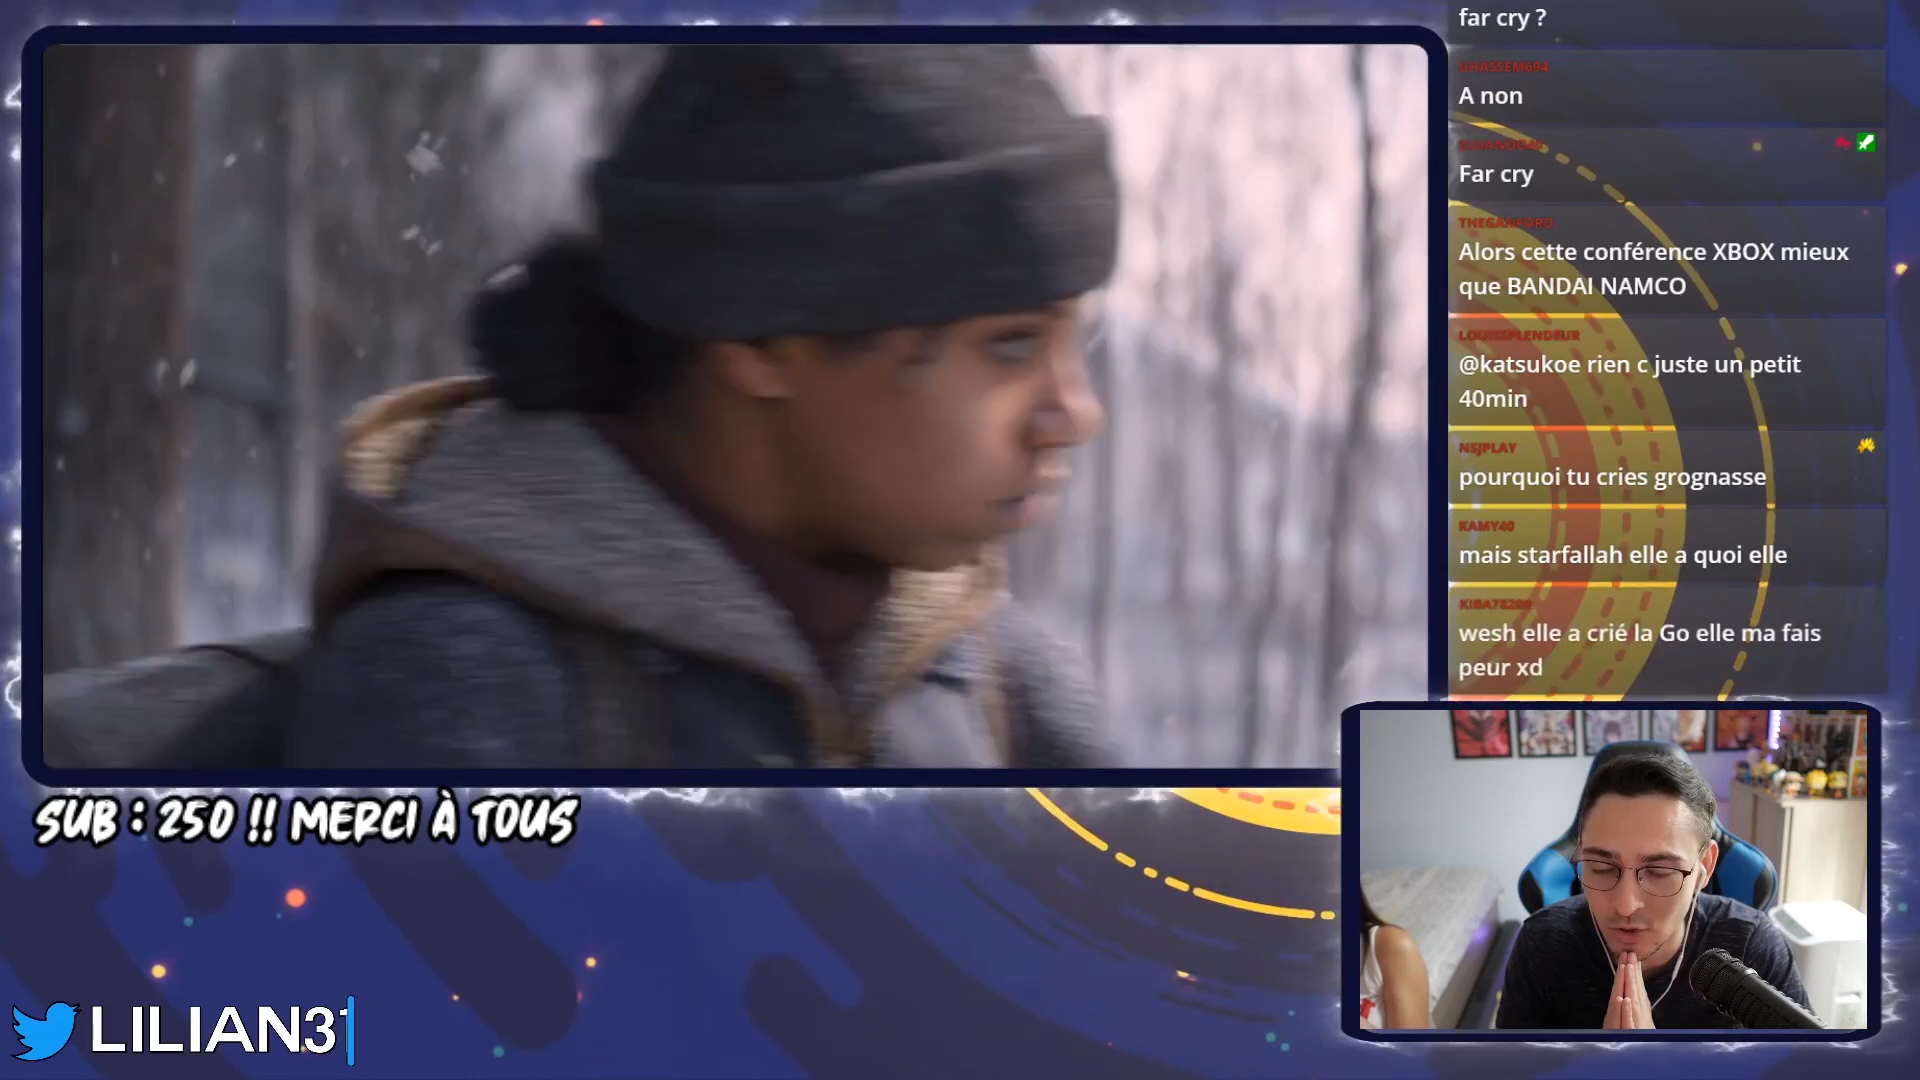 far cry ?
GHASSEM694
A non
Far cry
Alors cette conférence XBOX mieux
que BANDAI NAMCO
LOUISSPLENDEUR
@katsukoe rien c juste un petit
40min
NSJPLAY
pourquoi tu cries grognasse
KAMY40
mais starfallah elle a quoi elle
wesh elle a crié la Go elle ma fais
peur xd
SUB : 250 !! MERCI À TOUS
LILIAN31